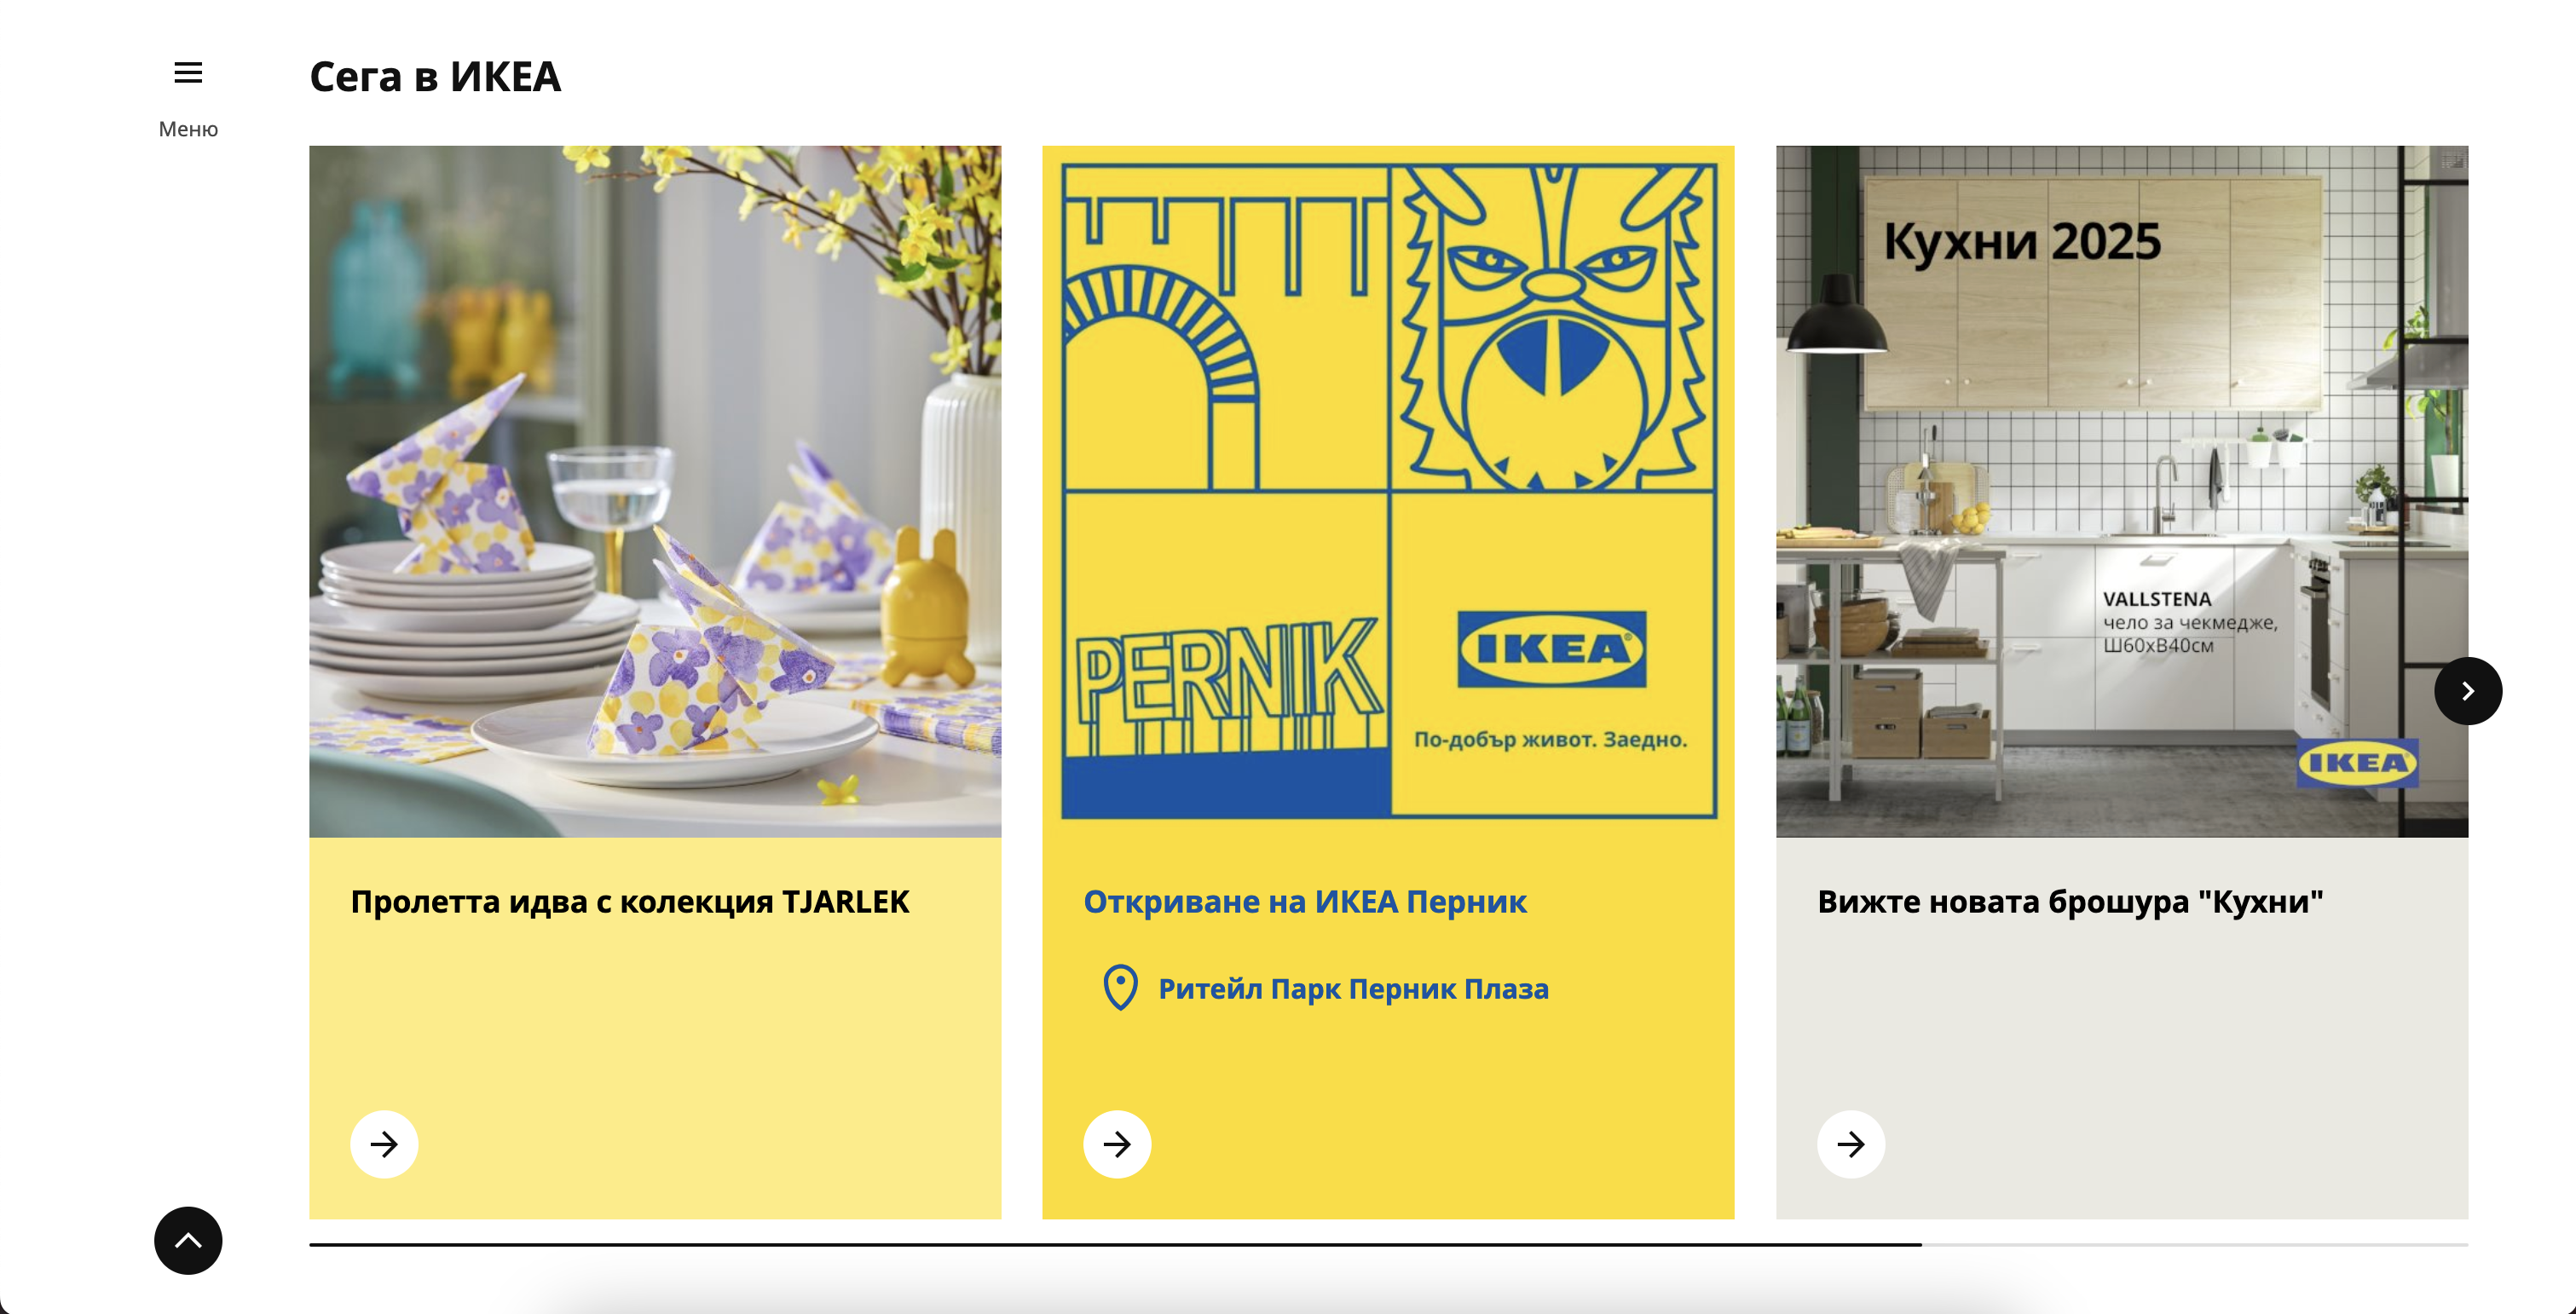 Сега в ИКЕА
Меню
Кухни 2025
VALLSTENA
чело за чекмедже,
Ш60xВ40см
IKEA
PERNIK
IKEA®
По-добър живот. Заедно.
Пролетта идва с колекция TJARLEK
Откриване на ИКЕА Перник
Ритейл Парк Перник Плаза
Вижте новата брошура "Кухни"